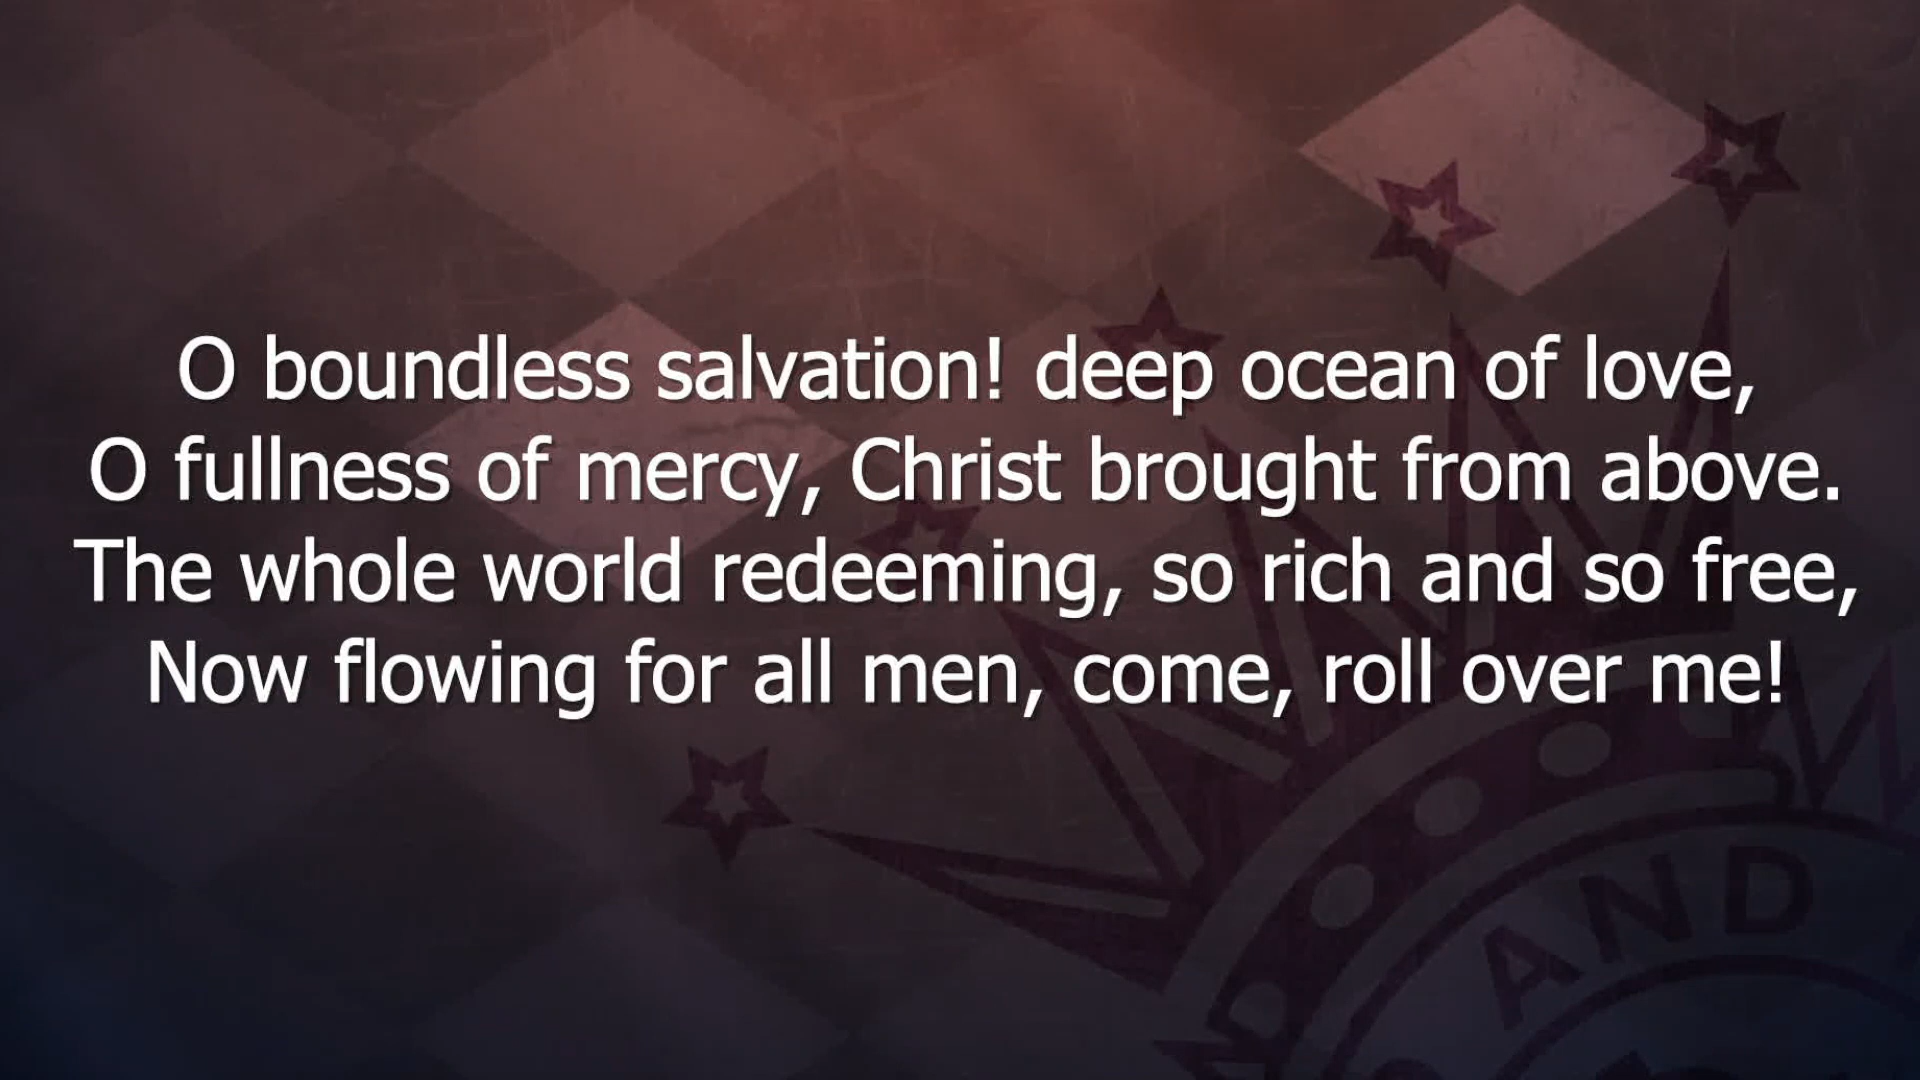 O boundless salvation! deep ocean of love,
O fullness of mercy, Christ brought from above.
The whole world redeeming, so rich and so free,
Now flowing for all men, come, roll over me!
AND